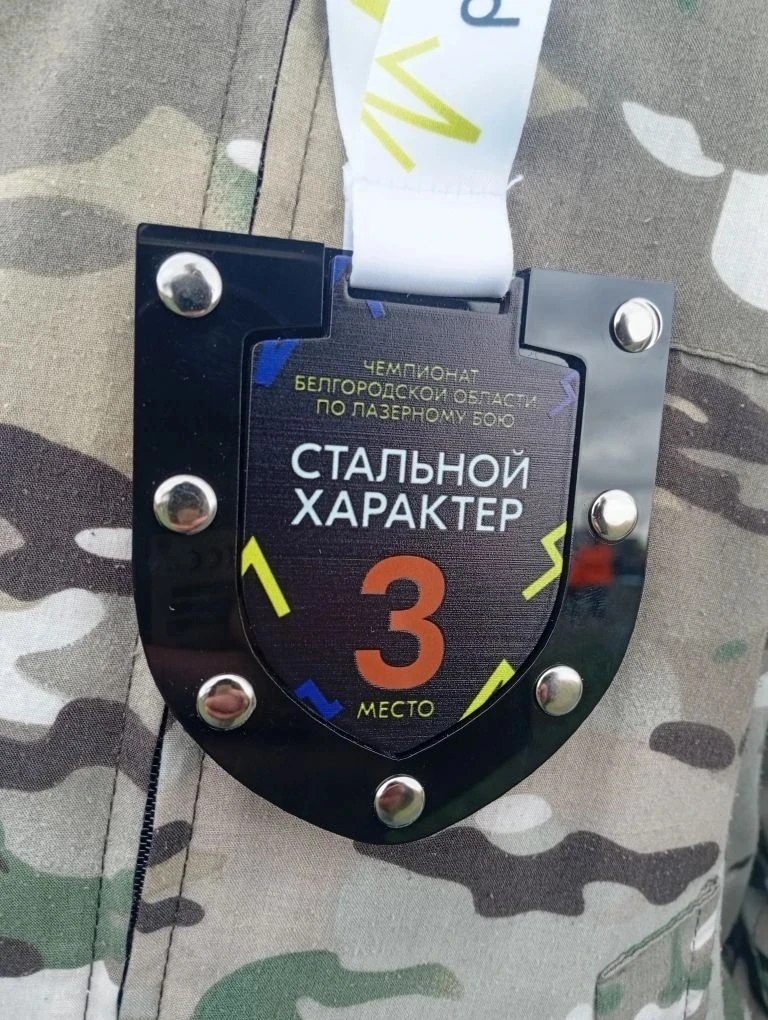 ЧЕМПИОНАТ
БЕЛГОРОДСКОЙ ОБЛАСТИ
ПО ЛАЗЕРНОМУ БОЮ
СТАЛЬНОЙ
ХАРАКТЕР
3
МЕСТО